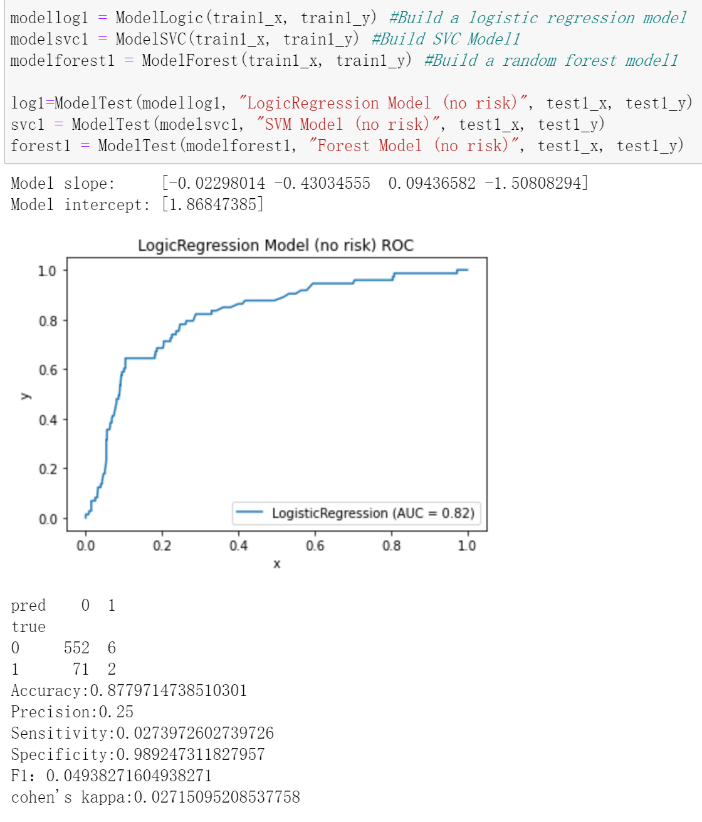 modellog1 = ModelLogic(train1_x, train1_y) #Build a logistic regression model
modelsvc1 = ModelSVC(train1_x, train1_y) #Build SVC Model1
modelforest1 = ModelForest(train1_x, train1_y) #Build a random forest model1
log1=ModelTest(modellog1, "LogicRegression Model (no risk)", test1_x, test1_y)
svc1 = ModelTest(modelsvc1, "SVM Model (no risk)", test1_x, test1_y)
forest1 = ModelTest(modelforest1, "Forest Model (no risk)", test1_x, test1_y)
Model slope: [-0.02298014 -0.43034555 0.09436582 -1.50808294]
Model intercept: [1.86847385]
LogicRegression Model (no risk) ROC
1.0
0.8
0.6
y
0.4
0.2
0.0
LogisticRegression (AUC = 0.82)
0.0 0.2 0.4 0.6 0.8 1.0
x
pred 0 1
true
0 552 6
1 71 2
Accuracy:0.8779714738510301
Precision:0.25
Sensitivity:0.0273972602739726
Specificity:0.989247311827957
F1: 0.04938271604938271
cohen's kappa:0.02715095208537758